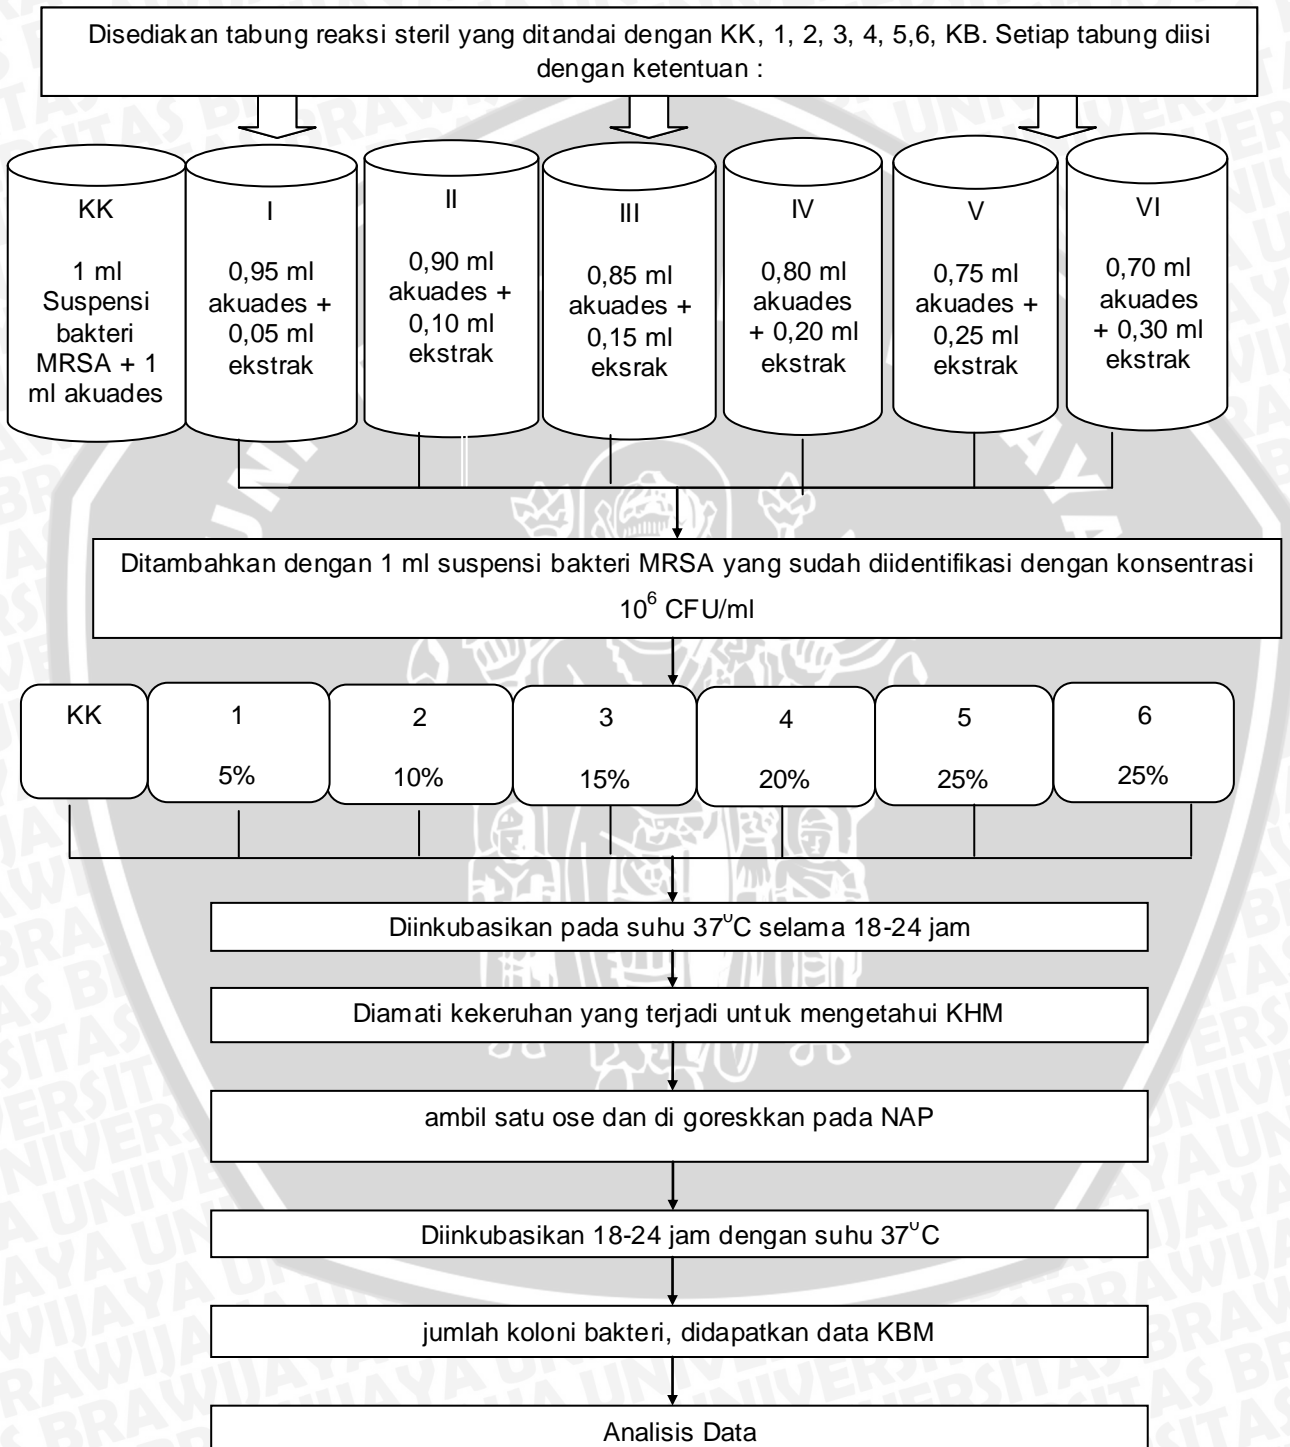 Disediakan tabung reaksi steril yang ditandai dengan KK, 1, 2, 3, 4, 5,6, KB. Setiap tabung diisi
dengan ketentuan :
KK
1 ml
Suspensi
bakteri
MRSA + 1
ml akuades
I
0,95 ml
akuades +
0,05 ml
ekstrak
II
0,90 ml
akuades +
0,10 ml
ekstrak
III
0,85 ml
akuades +
0,15 ml
eksrak
IV
0,80 ml
akuades
+ 0,20 ml
ekstrak
V
0,75 ml
akuades +
0,25 ml
ekstrak
VI
0,70 ml
akuades
+ 0,30 ml
ekstrak
Ditambahkan dengan 1 ml suspensi bakteri MRSA yang sudah diidentifikasi dengan konsentrasi
10⁶ CFU/ml
KK
1
5%
2
10%
3
15%
4
20%
5
25%
6
25%
Diinkubasikan pada suhu 37⁰C selama 18-24 jam
Diamati kekeruhan yang terjadi untuk mengetahui KHM
ambil satu ose dan di goreskkan pada NAP
Diinkubasikan 18-24 jam dengan suhu 37⁰C
jumlah koloni bakteri, didapatkan data KBM
Analisis Data